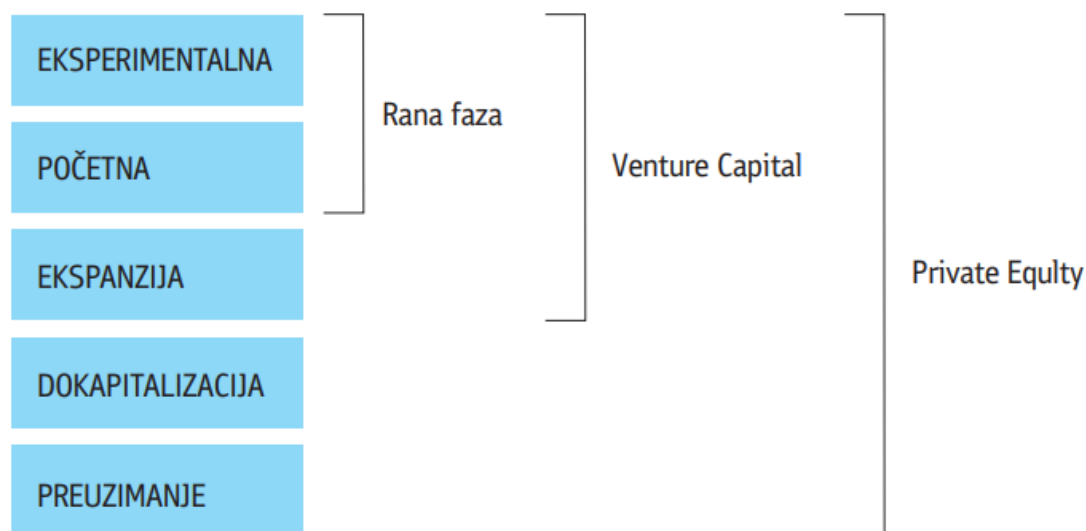 EKSPERIMENTALNA
Rana faza
POČETNA
Venture Capital
EKSPANZIJA
Private Equlty
DOKAPITALIZACIJA
PREUZIMANJE